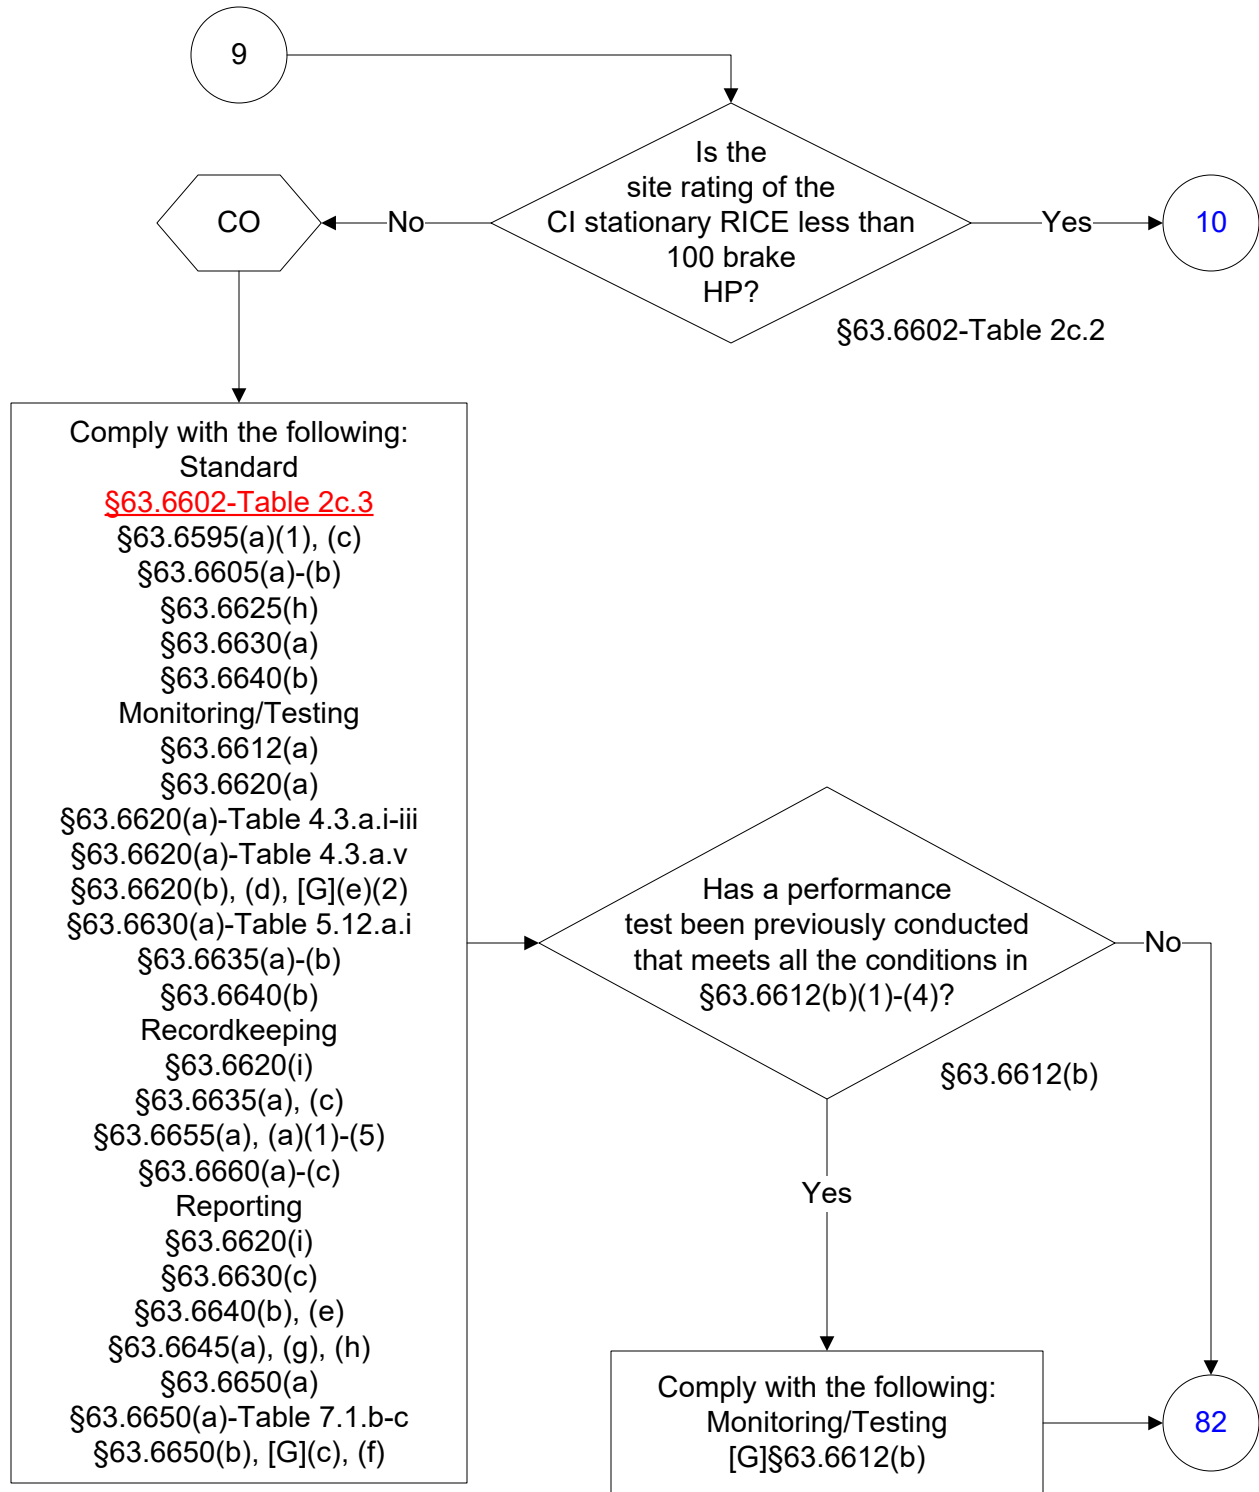 9
Is the
site rating of the
CI stationary RICE less than
100 brake
HP?
CO
No
Yes
10
§63.6602-Table 2c.2
Comply with the following:
Standard
§63.6602-Table 2c.3
§63.6595(a)(1), (c)
§63.6605(a)-(b)
§63.6625(h)
§63.6630(a)
§63.6640(b)
Monitoring/Testing
§63.6612(a)
§63.6620(a)
§63.6620(a)-Table 4.3.a.i-iii
§63.6620(a)-Table 4.3.a.v
§63.6620(b), (d), [G](e)(2)
§63.6630(a)-Table 5.12.a.i
§63.6635(a)-(b)
§63.6640(b)
Recordkeeping
§63.6620(i)
§63.6635(a), (c)
§63.6655(a), (a)(1)-(5)
§63.6660(a)-(c)
Reporting
§63.6620(i)
§63.6630(c)
§63.6640(b), (e)
§63.6645(a), (g), (h)
§63.6650(a)
§63.6650(a)-Table 7.1.b-c
§63.6650(b), [G](c), (f)
Has a performance
test been previously conducted
that meets all the conditions in
§63.6612(b)(1)-(4)?
No
§63.6612(b)
Yes
Comply with the following:
Monitoring/Testing
[G]§63.6612(b)
82